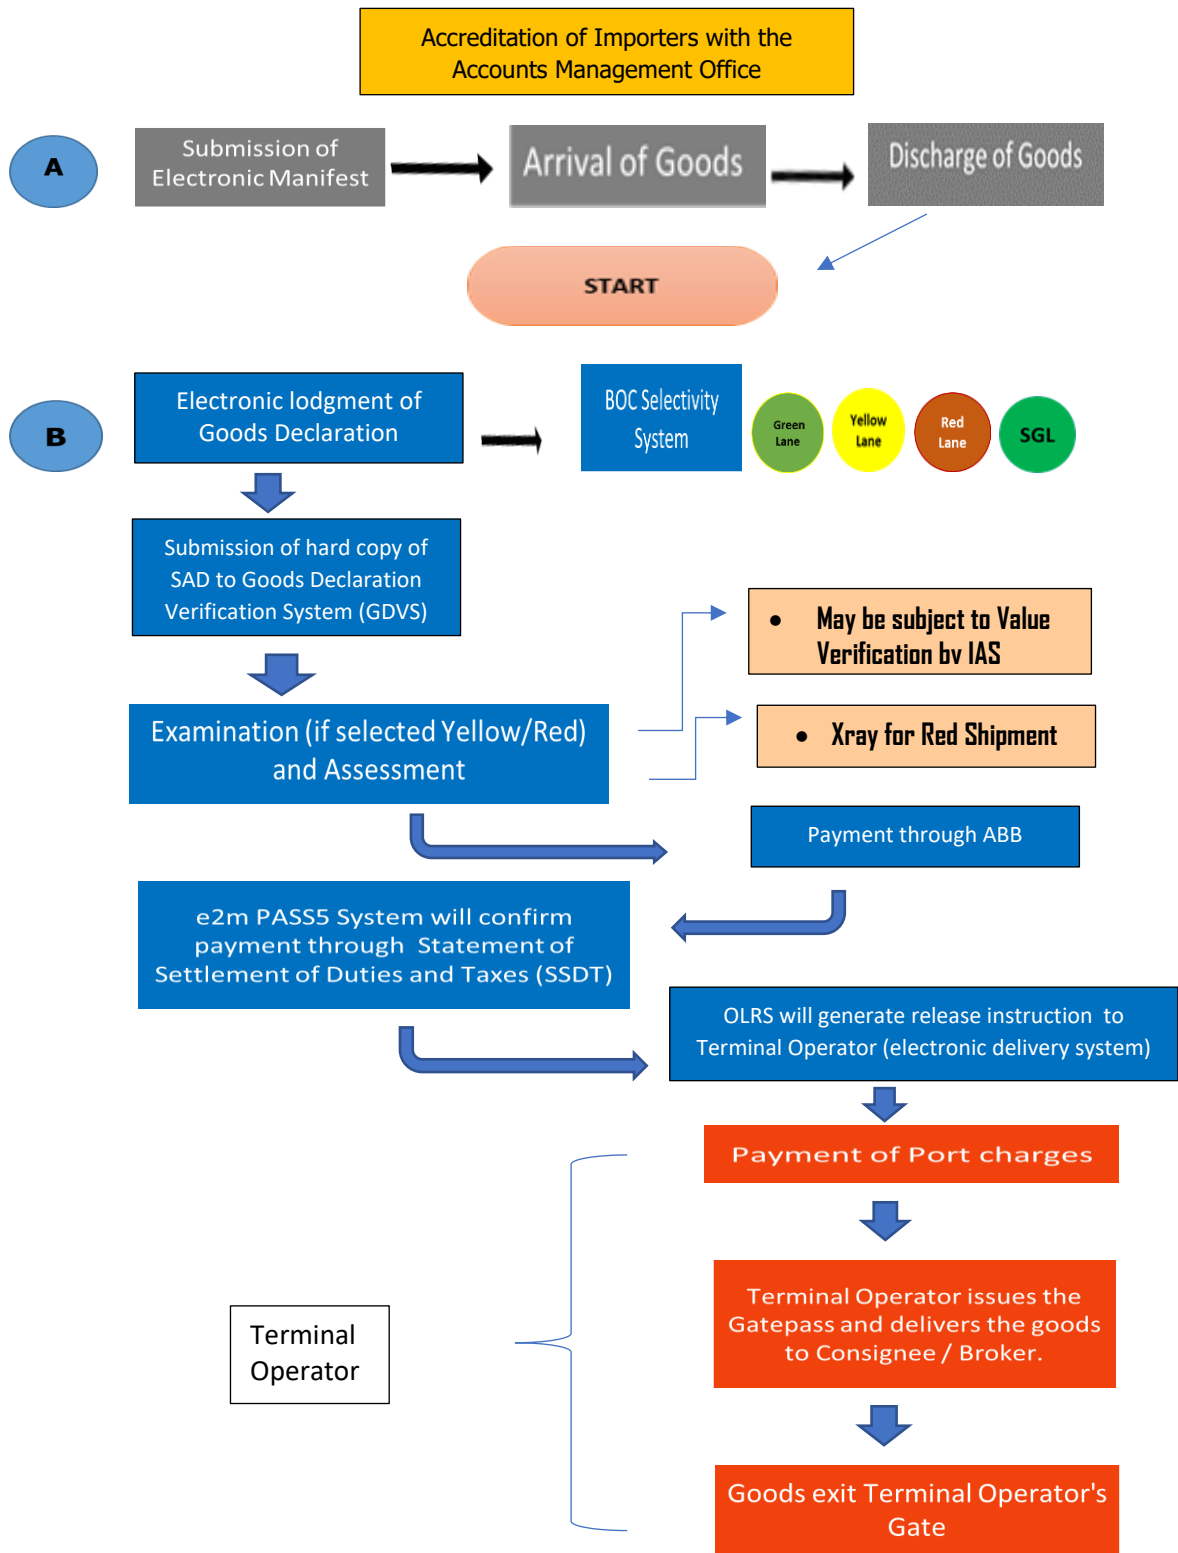 Accreditation of Importers with the
Accounts Management Office
A
Submission of
Electronic Manifest
Arrival of Goods
Discharge of Goods
START
B
Electronic lodgment of
Goods Declaration
BOC Selectivity
System
Green
Lane
Yellow
Lane
Red
Lane
SGL
Submission of hard copy of
SAD to Goods Declaration
Verification System (GDVS)
• May be subject to Value
Verification by IAS
Examination (if selected Yellow/Red)
and Assessment
• Xray for Red Shipment
Payment through ABB
e2m PASS5 System will confirm
payment through Statement of
Settlement of Duties and Taxes (SSDT)
OLRS will generate release instruction to
Terminal Operator (electronic delivery system)
Payment of Port charges
Terminal Operator issues the
Gatepass and delivers the goods
to Consignee / Broker.
Terminal
Operator
Goods exit Terminal Operator's
Gate